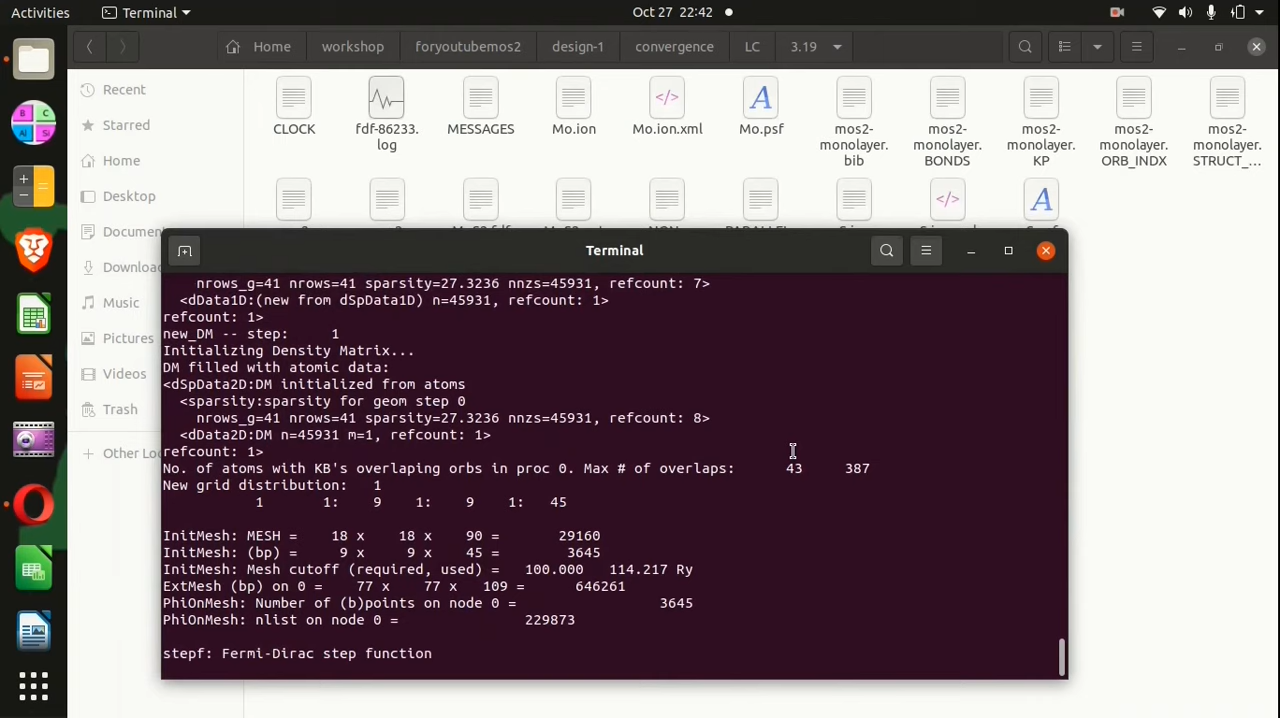 Activities
Terminal
Oct 27 22:42
Home
workshop
foryoutubemos2
design-1
convergence
LC
3.19
Recent
Starred
Home
Desktop
Documen
Downloa
Music
Pictures
Videos
Trash
Other Lo
CLOCK
fdf-86233.
log
MESSAGES
Mo.ion
Mo.ion.xml
Mo.psf
mos2-
monolayer.
bib
mos2-
monolayer.
BONDS
mos2-
monolayer.
KP
mos2-
monolayer.
ORB_INDX
mos2-
monolayer.
STRUCT_...
Terminal
nrows_g=41 nrows=41 sparsity=27.3236 nnzs=45931, refcount: 7>
<dData1D:(new from dSpData1D) n=45931, refcount: 1>
refcount: 1>
new_DM -- step:     1
Initializing Density Matrix...
DM filled with atomic data:
<dSpData2D:DM initialized from atoms
<sparsity:sparsity for geom step 0
nrows_g=41 nrows=41 sparsity=27.3236 nnzs=45931, refcount: 8>
<dData2D:DM n=45931 m=1, refcount: 1>
refcount: 1>
No. of atoms with KB's overlaping orbs in proc 0. Max # of overlaps:      43     387
New grid distribution:   1
1       1:    9    1:    9    1:   45
InitMesh: MESH =    18 x    18 x    90 =       29160
InitMesh: (bp) =     9 x     9 x    45 =        3645
InitMesh: Mesh cutoff (required, used) =   100.000   114.217 Ry
ExtMesh (bp) on 0 =    77 x    77 x   109 =      646261
PhiOnMesh: Number of (b)points on node 0 =                 3645
PhiOnMesh: nlist on node 0 =               229873
stepf: Fermi-Dirac step function